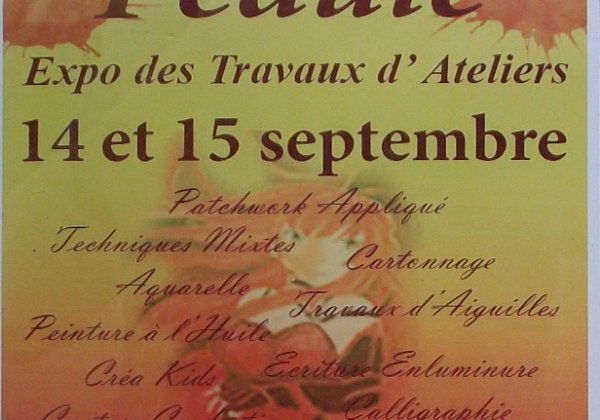 Expo des Travaux d' Ateliers
14 et 15 septembre
Patchwork Appliqué
Techniques Mixtes
Cartonnage
Aquarelle
Travaux d'Aiguilles
Peinture à l'Huile
Ecriture Enluminure
Créa Kids
Calligraphie